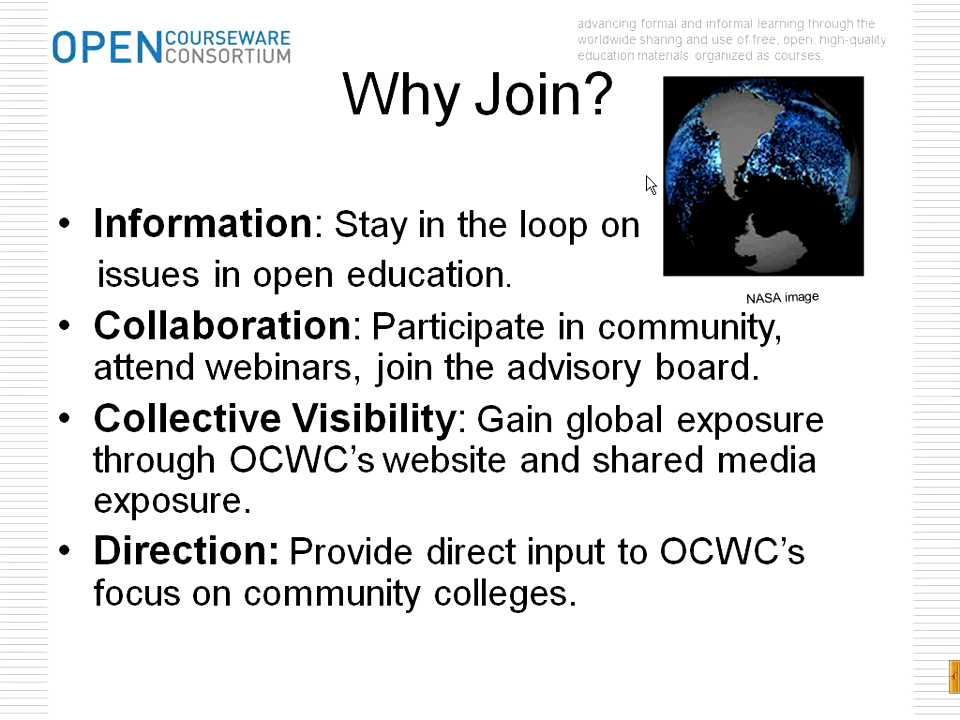 OPEN COURSEWARE CONSORTIUM
advancing formal and informal learning through the
worldwide sharing and use of free, open, high-quality
education materials organized as courses.
Why Join?
• Information: Stay in the loop on
issues in open education.
NASA image
• Collaboration: Participate in community,
attend webinars, join the advisory board.
• Collective Visibility: Gain global exposure
through OCWC's website and shared media
exposure.
• Direction: Provide direct input to OCWC's
focus on community colleges.